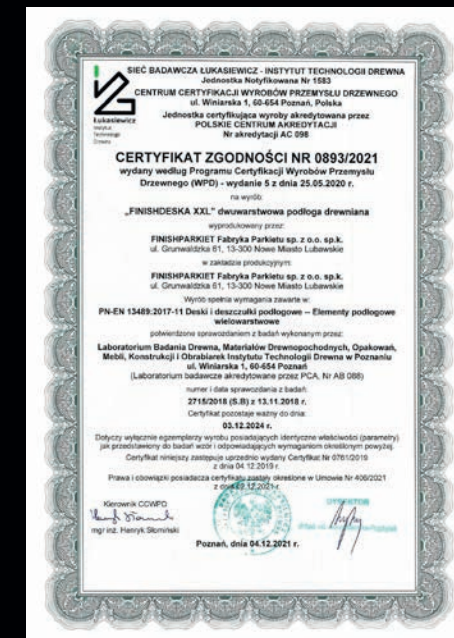 SIEĆ BADAWCZA ŁUKASIEWICZ - INSTYTUT TECHNOLOGII DREWNA
Jednostka Notyfikowana Nr 1583
CENTRUM CERTYFIKACJI WYROBÓW PRZEMYSŁU DRZEWNEGO
ul. Winiarska 1, 60-654 Poznań, Polska
Jednostka certyfikująca wyroby akredytowana przez
POLSKIE CENTRUM AKREDYTACJI
Nr akredytacji AC 098
Łukasiewicz
Instytut
Technologii
Drewna
CERTYFIKAT ZGODNOŚCI NR 0893/2021
wydany według Programu Certyfikacji Wyrobów Przemysłu
Drzewnego (WPD) - wydanie 5 z dnia 25.05.2020 r.
na wyrób:
„FINISHDESKA XXL” dwuwarstwowa podłoga drewniana
wyprodukowany przez:
FINISHPARKIET Fabryka Parkietu sp. z o.o. sp.k.
ul. Grunwaldzka 61, 13-300 Nowe Miasto Lubawskie
w zakładzie produkcyjnym:
FINISHPARKIET Fabryka Parkietu sp. z o.o. sp.k.
ul. Grunwaldzka 61, 13-300 Nowe Miasto Lubawskie
Wyrób spełnia wymagania zawarte w:
PN-EN 13489:2017-11 Deski i deszczułki podłogowe -- Elementy podłogowe
wielowarstwowe
potwierdzone sprawozdaniem z badań wykonanym przez:
Laboratorium Badania Drewna, Materiałów Drewnopochodnych, Opakowań,
Mebli, Konstrukcji i Obrabiarek Instytutu Technologii Drewna w Poznaniu
ul. Winiarska 1, 60-654 Poznań
(Laboratorium badawcze akredytowane przez PCA, Nr AB 088)
numer i data sprawozdania z badań:
2715/2018 (S.B) z 13.11.2018 r.
Certyfikat pozostaje ważny do dnia:
03.12.2024 r.
Dotyczy wyłącznie egzemplarzy wyrobu posiadających identyczne właściwości (parametry)
jak przedstawiony do badań wzór i odpowiadających wymaganiom określonym powyżej.
Certyfikat niniejszy zastępuje uprzednio wydany Certyfikat Nr 0761/2019
z dnia 04.12.2019 r.
Prawa i obowiązki posiadacza certyfikatu zostały określone w Umowie Nr 406/2021
z dnia 02.12.2021 r.
Kierownik CCWPD
DYREKTOR
mgr inż. Henryk Słomiński
Poznań, dnia 04.12.2021 r.